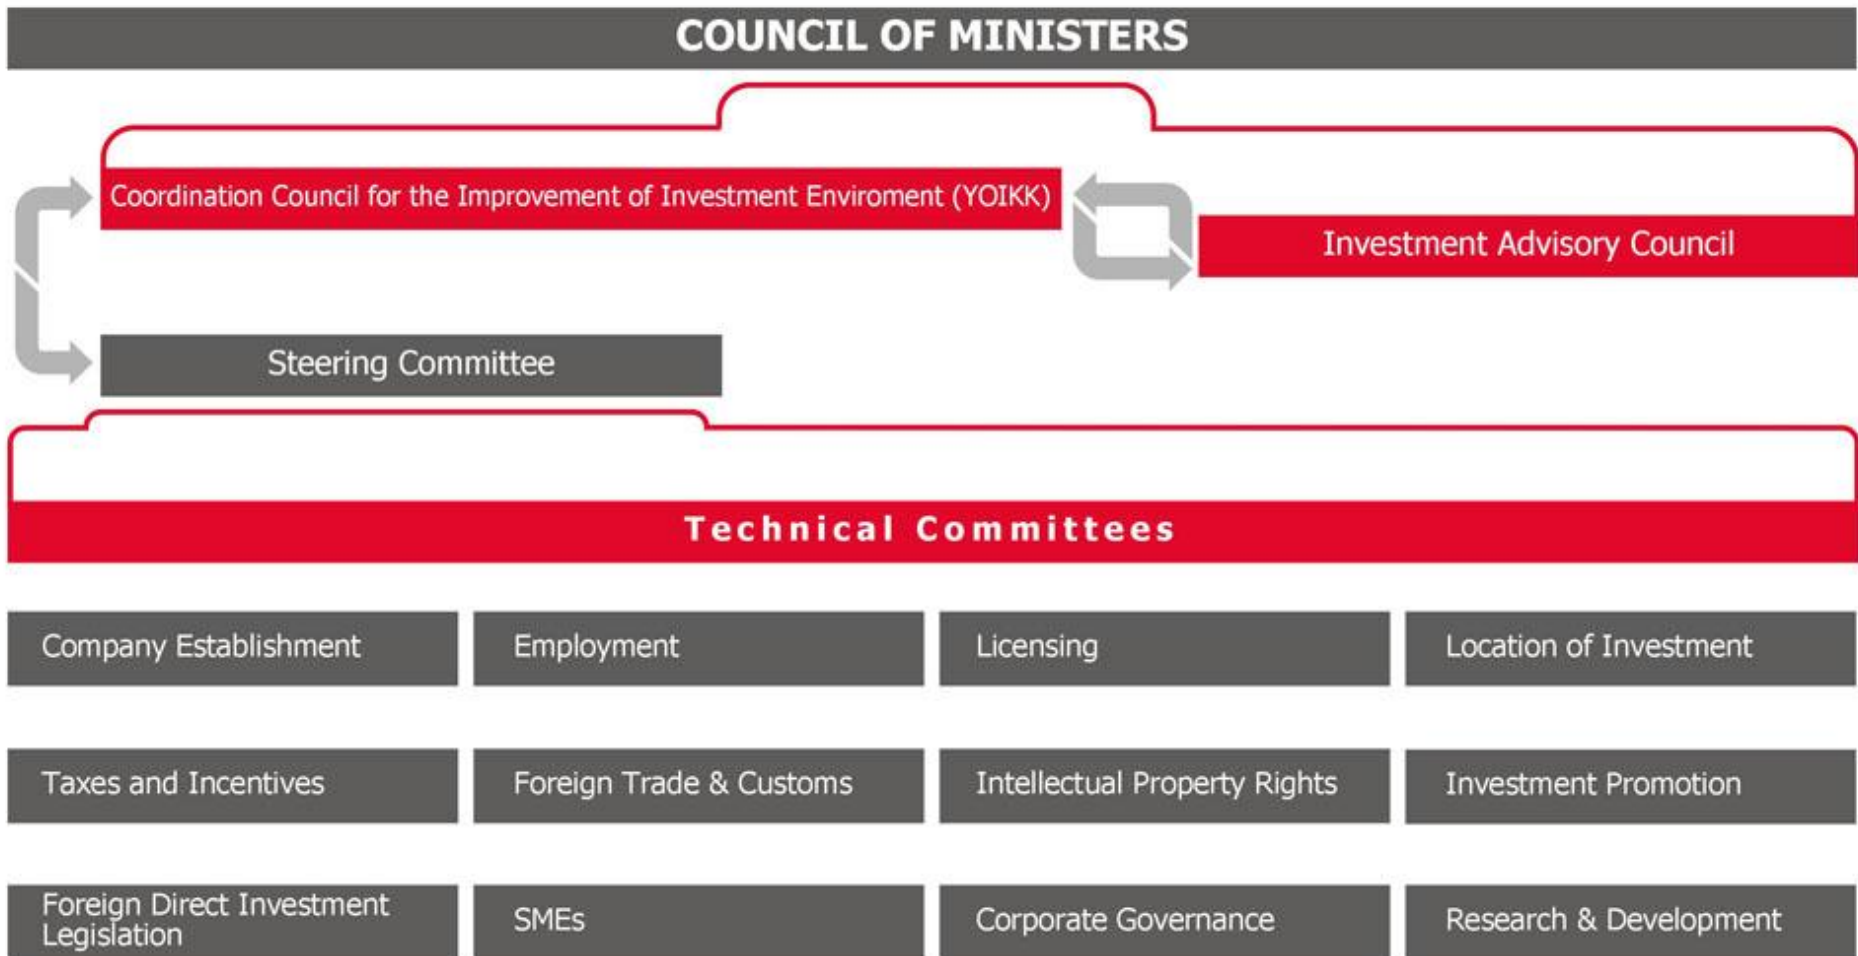 COUNCIL OF MINISTERS
Coordination Council for the Improvement of Investment Enviroment (YOIKK)
Investment Advisory Council
Steering Committee
Technical Committees
Company Establishment
Employment
Licensing
Location of Investment
Taxes and Incentives
Foreign Trade & Customs
Intellectual Property Rights
Investment Promotion
Foreign Direct Investment
Legislation
SMEs
Corporate Governance
Research & Development